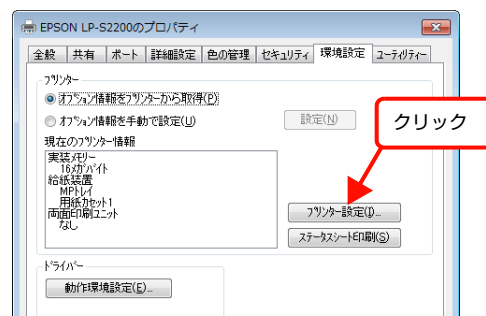 EPSON LP-S2200のプロパティ
全般 共有 ポート 詳細設定 色の管理 セキュリティ 環境設定 ユーティリティー
プリンター
オプション情報をプリンターから取得(P)
オプション情報を手動で設定(U) 設定(N)
クリック
現在のプリンター情報
実装メモリー
16メガバイト
給紙装置
MPトレイ
用紙カセット1
両面印刷ユニット
なし
プリンター設定(I)...
ステータスシート印刷(S)
ドライバー
動作環境設定(E)...